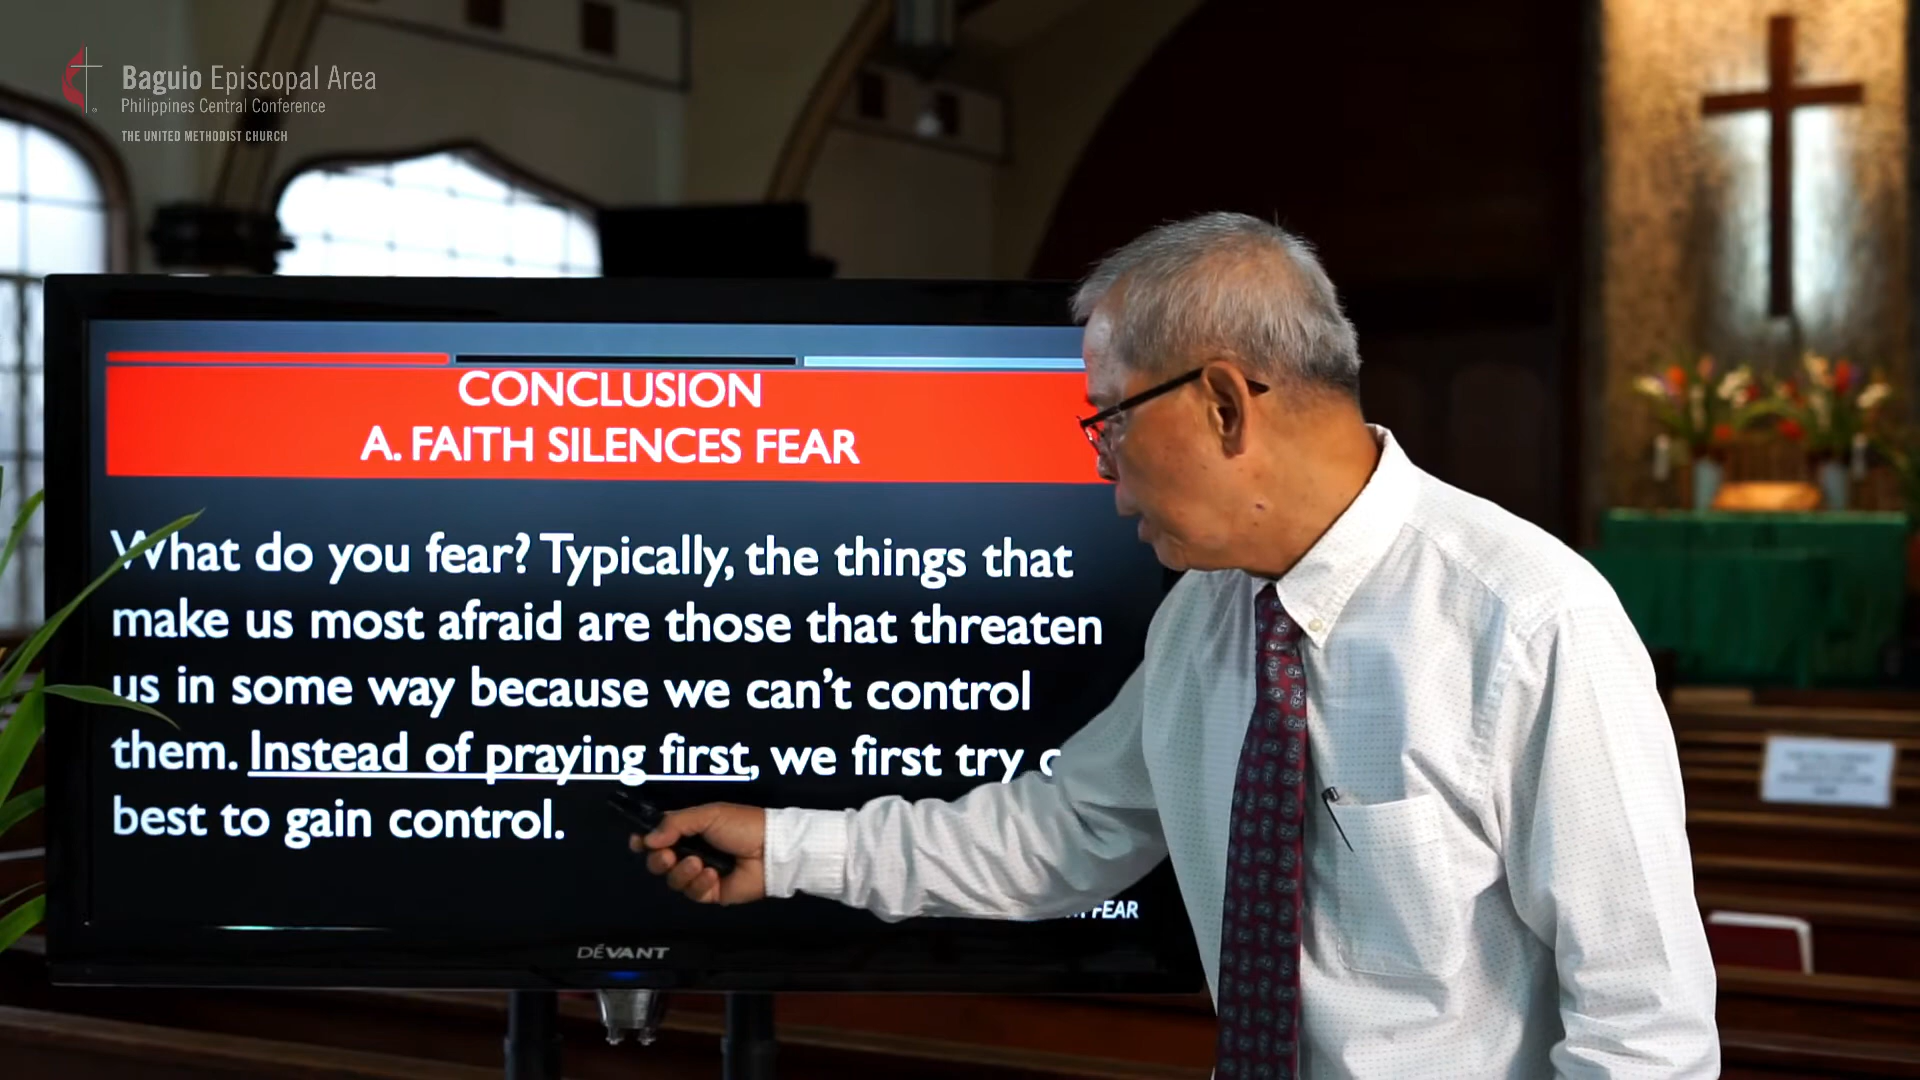 Baguio Episcopal Area
Philippines Central Conference
THE UNITED METHODIST CHURCH
CONCLUSION
A. FAITH SILENCES FEAR
What do you fear? Typically, the things that
make us most afraid are those that threaten
us in some way because we can't control
them. Instead of praying first, we first try
best to gain control.
FEAR
DEVANT